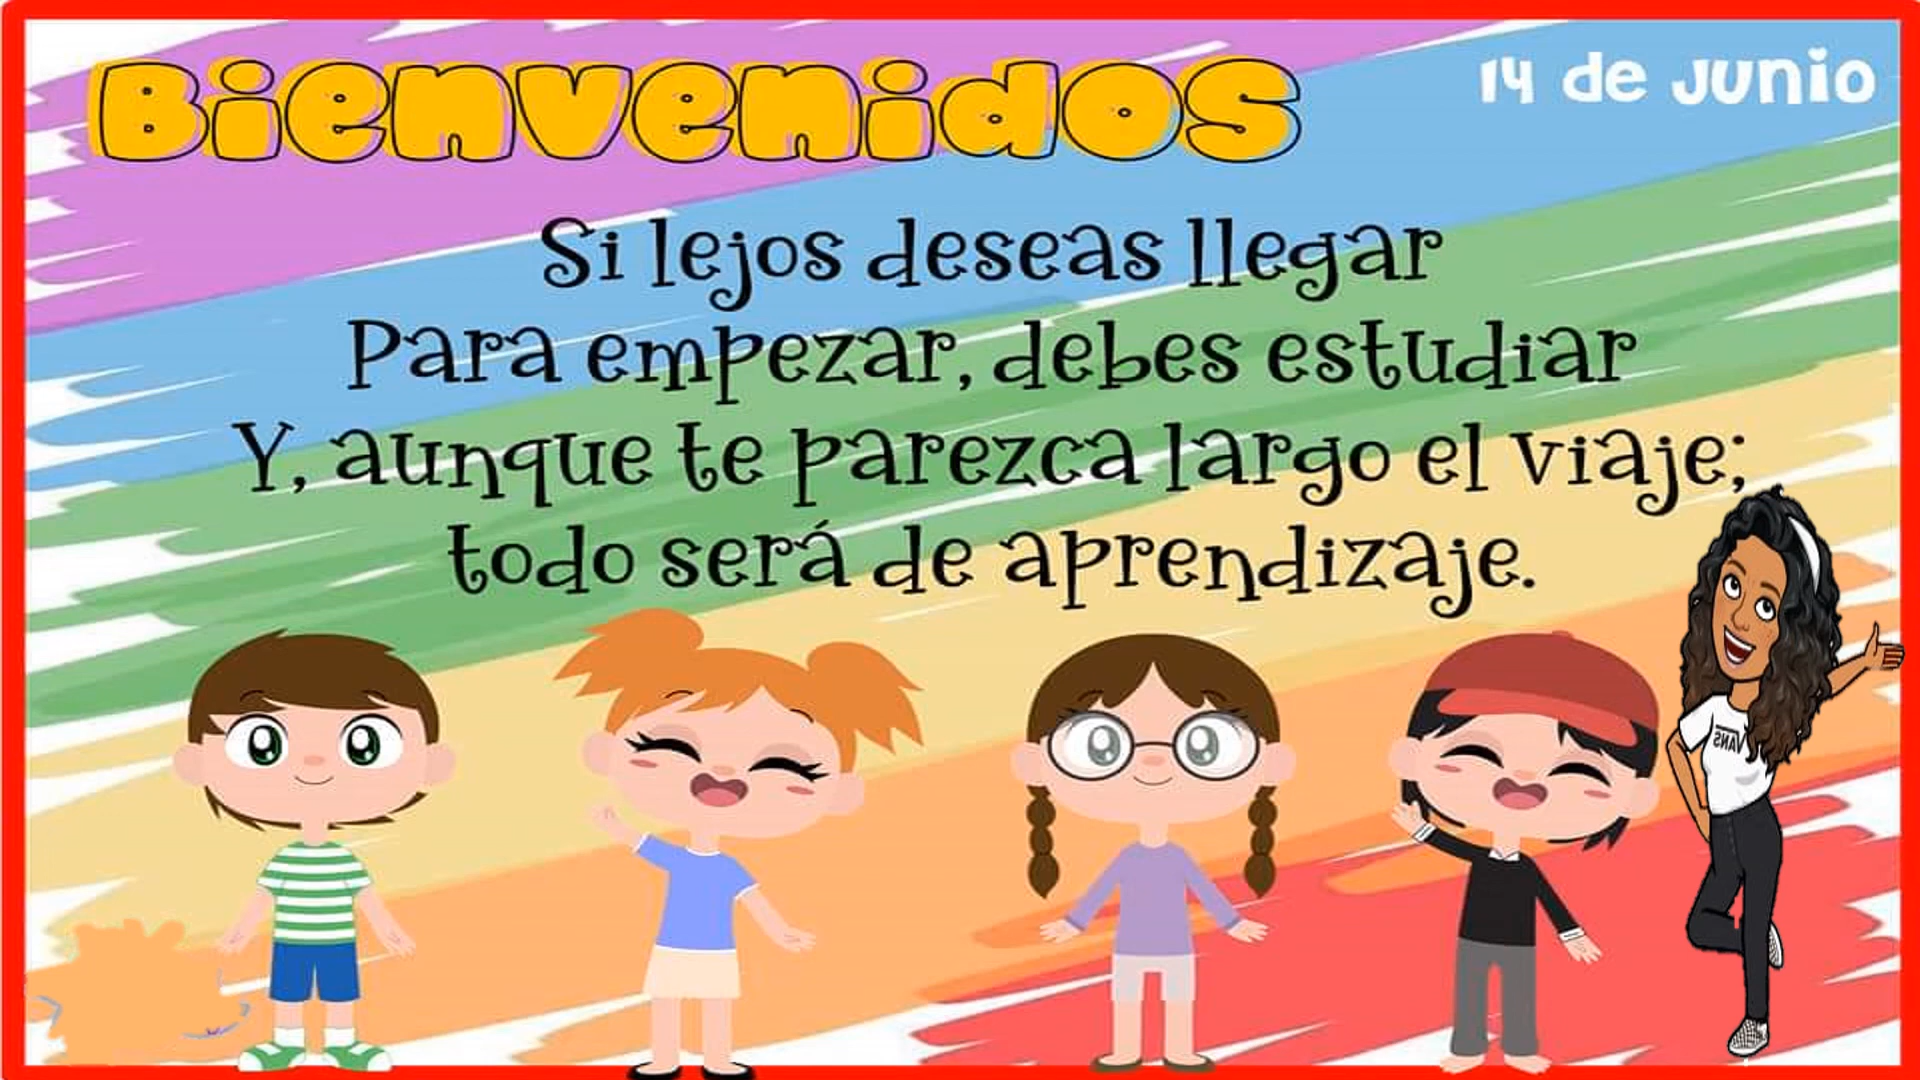 Bienvenidos
14 de Junio
Si lejos deseas llegar
Para empezar, debes estudiar
Y, aunque te parezca largo el viaje;
todo será de aprendizaje.
VANS